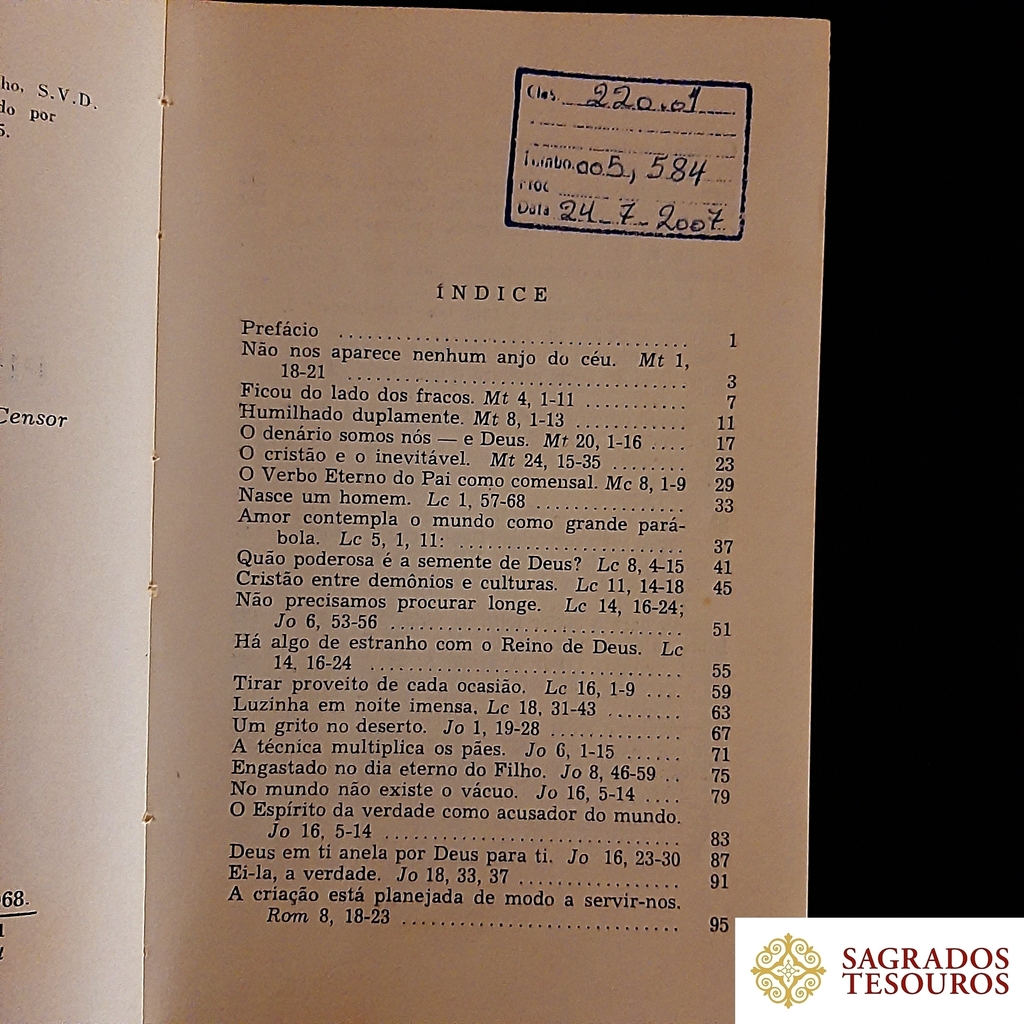 ho, S.V.D.
do por
5.
Censor
68.
Clas. 220.01
Tombo. 005, 584
Proc
Data 24_7_2007
ÍNDICE
Prefácio .................................... 1
Não nos aparece nenhum anjo do céu. Mt 1,
18-21 .................................. 3
Ficou do lado dos fracos. Mt 4, 1-11 ........... 7
Humilhado duplamente. Mt 8, 1-13 ............ 11
O denário somos nós — e Deus. Mt 20, 1-16 .... 17
O cristão e o inevitável. Mt 24, 15-35 ........ 23
O Verbo Eterno do Pai como comensal. Mc 8, 1-9 29
Nasce um homem. Lc 1, 57-68 ................ 33
Amor contempla o mundo como grande pará-
bola. Lc 5, 1, 11: ....................... 37
Quão poderosa é a semente de Deus? Lc 8, 4-15 41
Cristão entre demônios e culturas. Lc 11, 14-18 45
Não precisamos procurar longe. Lc 14, 16-24;
Jo 6, 53-56 .............................. 51
Há algo de estranho com o Reino de Deus. Lc
14, 16-24 ................................ 55
Tirar proveito de cada ocasião. Lc 16, 1-9 .... 59
Luzinha em noite imensa. Lc 18, 31-43 ........ 63
Um grito no deserto. Jo 1, 19-28 .............. 67
A técnica multiplica os pães. Jo 6, 1-15 ...... 71
Engastado no dia eterno do Filho. Jo 8, 46-59 .. 75
No mundo não existe o vácuo. Jo 16, 5-14 .... 79
O Espírito da verdade como acusador do mundo.
Jo 16, 5-14 .............................. 83
Deus em ti anela por Deus para ti. Jo 16, 23-30 87
Ei-la, a verdade. Jo 18, 33, 37 ................. 91
A criação está planejada de modo a servir-nos.
Rom 8, 18-23 ............................. 95
SAGRADOS
TESOUROS